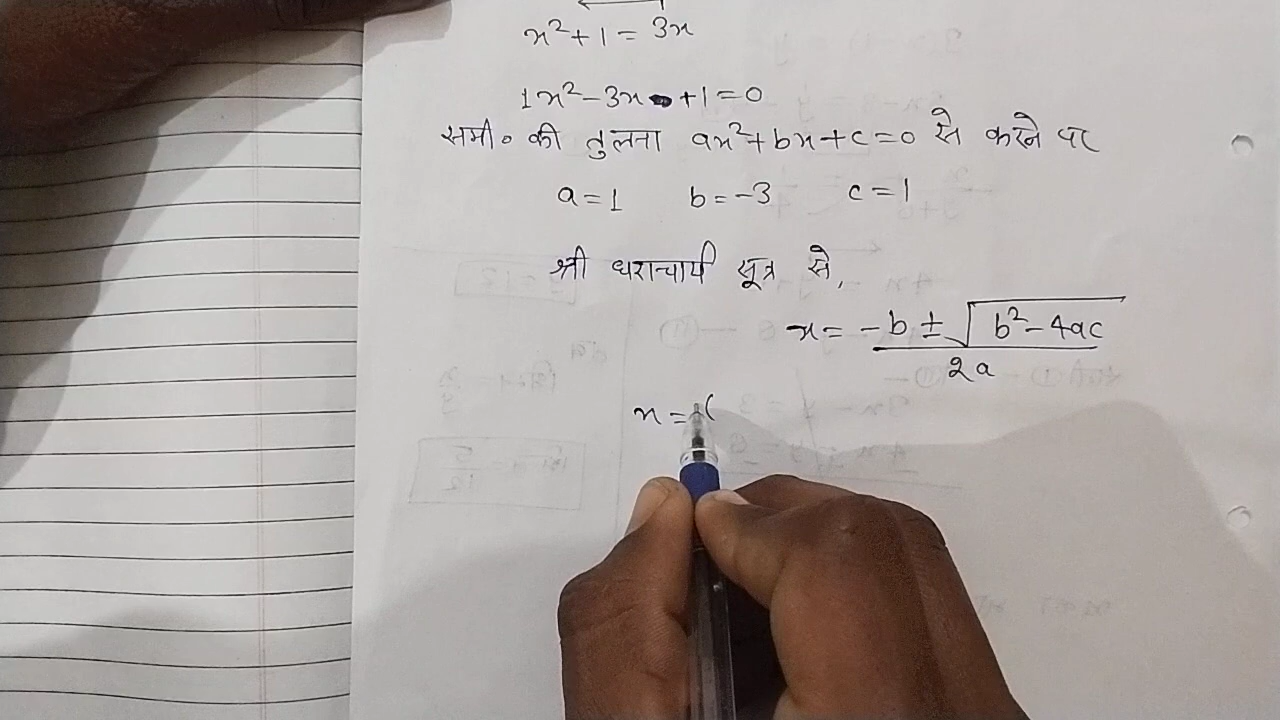 x²+1 = 3x
1x²-3x +1=0
समी० की तुलना ax²+bx+c=0 से करने पर
a=1 b=-3 c=1
श्री धराचार्य सूत्र से,
x = -b ± √b²-4ac / 2a
x = -(